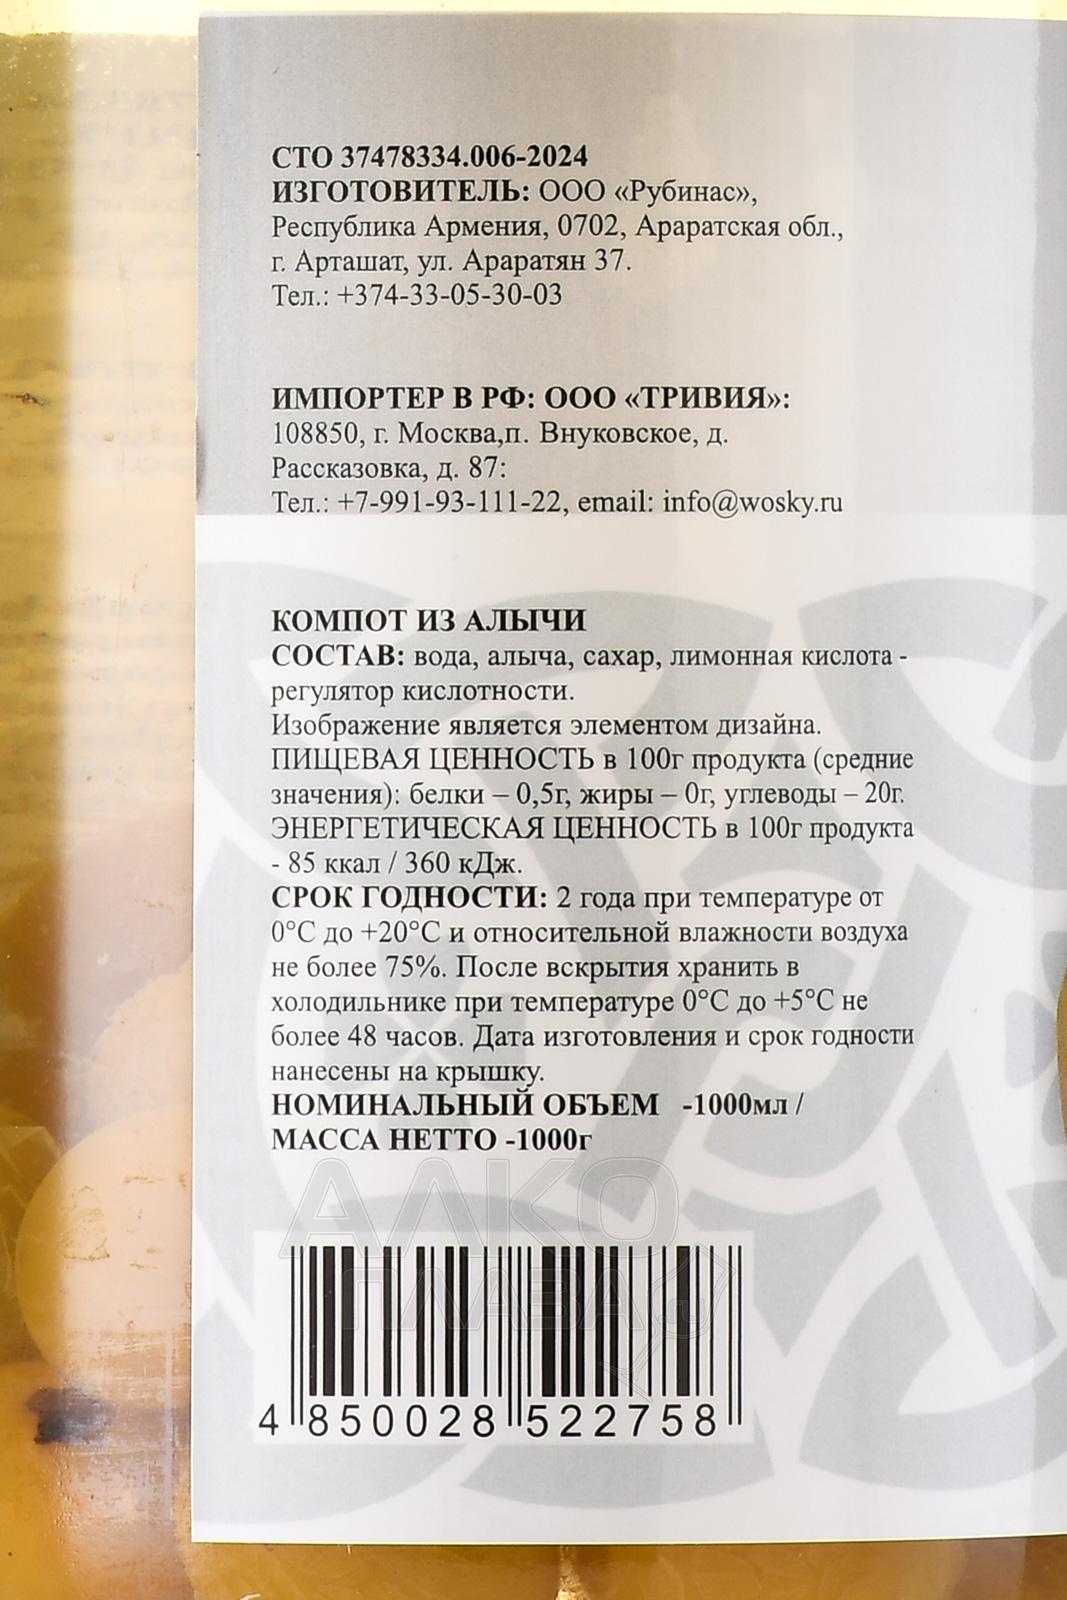 СТО 37478334.006-2024
ИЗГОТОВИТЕЛЬ: ООО «Рубинас»,
Республика Армения, 0702, Араратская обл.,
г. Арташат, ул. Араратян 37.
Тел.: +374-33-05-30-03
ИМПОРТЕР В РФ: ООО «ТРИВИЯ»:
108850, г. Москва,п. Внуковское, д.
Рассказовка, д. 87:
Тел.: +7-991-93-111-22, email: info@wosky.ru
КОМПОТ ИЗ АЛЫЧИ
СОСТАВ: вода, алыча, сахар, лимонная кислота -
регулятор кислотности.
Изображение является элементом дизайна.
ПИЩЕВАЯ ЦЕННОСТЬ в 100г продукта (средние
значения): белки – 0,5г, жиры – 0г, углеводы – 20г.
ЭНЕРГЕТИЧЕСКАЯ ЦЕННОСТЬ в 100г продукта
- 85 ккал / 360 кДж.
СРОК ГОДНОСТИ: 2 года при температуре от
0°С до +20°С и относительной влажности воздуха
не более 75%. После вскрытия хранить в
холодильнике при температуре 0°С до +5°С не
более 48 часов. Дата изготовления и срок годности
нанесены на крышку.
НОМИНАЛЬНЫЙ ОБЪЕМ -1000мл /
МАССА НЕТТО -1000г
АЛКО
ПЛАЗА
4 850028 522758